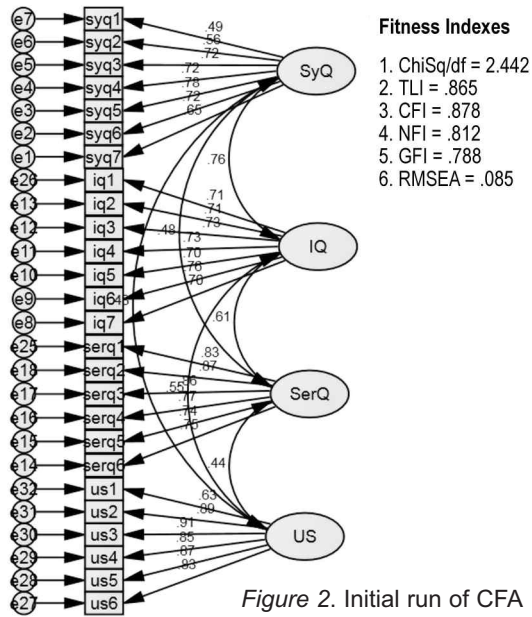 Fitness Indexes
1. ChiSq/df = 2.442
2. TLI = .865
3. CFI = .878
4. NFI = .812
5. GFI = .788
6. RMSEA = .085
e7 syq1
e6 syq2
e5 syq3
e4 syq4
e3 syq5
e2 syq6
e1 syq7
e26 iq1
e13 iq2
e12 iq3
e11 iq4
e10 iq5
e9 iq6
e8 iq7
e25 serq1
e18 serq2
e17 serq3
e16 serq4
e15 serq5
e14 serq6
e32 us1
e31 us2
e30 us3
e29 us4
e28 us5
e27 us6
.49
.56
.72
.72
.78
.72
.65
SyQ
.76
.71
.71
.73
.73
.70
.76
.70
IQ
.48
.61
.83
.87
.86
.77
.74
.75
SerQ
.55
.44
.63
.89
.91
.85
.87
.83
US
Figure 2. Initial run of CFA